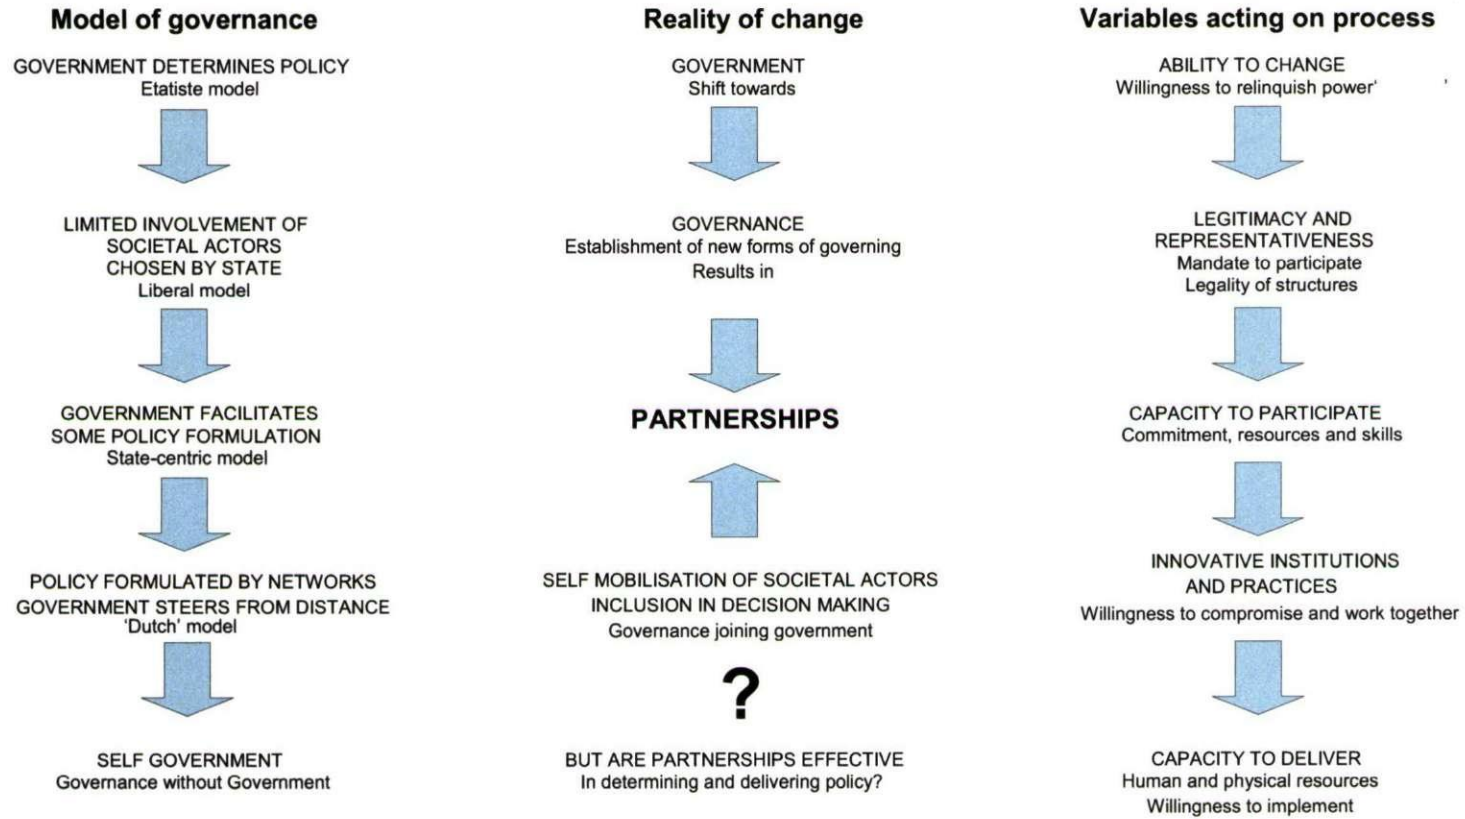 Model of governance
GOVERNMENT DETERMINES POLICY
Etatiste model
LIMITED INVOLVEMENT OF
SOCIETAL ACTORS
CHOSEN BY STATE
Liberal model
GOVERNMENT FACILITATES
SOME POLICY FORMULATION
State-centric model
POLICY FORMULATED BY NETWORKS
GOVERNMENT STEERS FROM DISTANCE
'Dutch' model
SELF GOVERNMENT
Governance without Government
Reality of change
GOVERNMENT
Shift towards
GOVERNANCE
Establishment of new forms of governing
Results in
PARTNERSHIPS
SELF MOBILISATION OF SOCIETAL ACTORS
INCLUSION IN DECISION MAKING
Governance joining government
?
BUT ARE PARTNERSHIPS EFFECTIVE
In determining and delivering policy?
Variables acting on process
ABILITY TO CHANGE
Willingness to relinquish power'
LEGITIMACY AND
REPRESENTATIVENESS
Mandate to participate
Legality of structures
CAPACITY TO PARTICIPATE
Commitment, resources and skills
INNOVATIVE INSTITUTIONS
AND PRACTICES
Willingness to compromise and work together
CAPACITY TO DELIVER
Human and physical resources
Willingness to implement